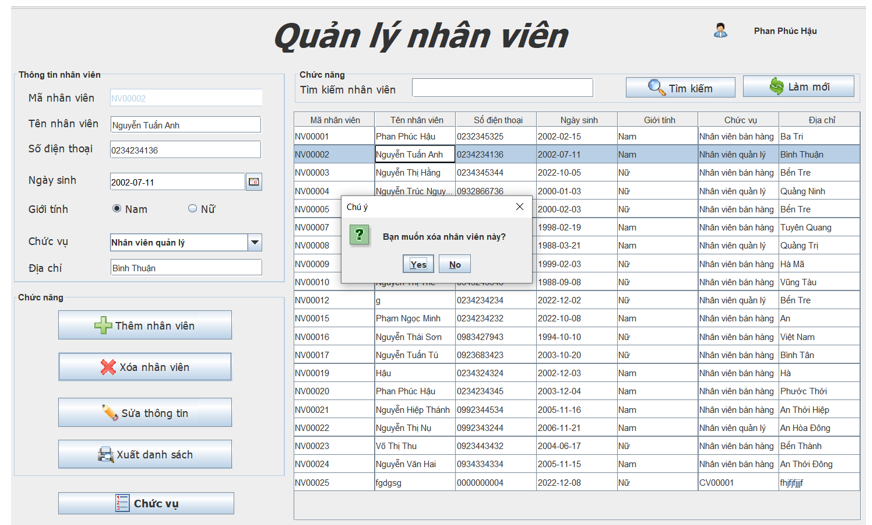 Quản lý nhân viên
Phan Phúc Hậu
Thông tin nhân viên
Mã nhân viên NV00002
Tên nhân viên Nguyễn Tuấn Anh
Số điện thoại 0234234136
Ngày sinh 2002-07-11
Giới tính Nam Nữ
Chức vụ Nhân viên quản lý
Địa chỉ Bình Thuận
Chức năng
Thêm nhân viên
Xóa nhân viên
Sửa thông tin
Xuất danh sách
Chức vụ
Chức năng
Tìm kiếm nhân viên Tìm kiếm Làm mới
Mã nhân viên Tên nhân viên Số điện thoại Ngày sinh Giới tính Chức vụ Địa chỉ
NV00001 Phan Phúc Hậu 0232345325 2002-02-15 Nam Nhân viên bán hàng Ba Tri
NV00002 Nguyễn Tuấn Anh 0234234136 2002-07-11 Nam Nhân viên quản lý Bình Thuận
NV00003 Nguyễn Thị Hằng 0234345344 2022-10-05 Nữ Nhân viên bán hàng Bến Tre
NV00004 Nguyễn Trúc Nguy... 0932866736 2000-01-03 Nữ Nhân viên quản lý Quảng Ninh
NV00005 2000-02-03 Nữ Nhân viên bán hàng Bến Tre
NV00007 1998-02-19 Nam Nhân viên bán hàng Tuyên Quang
NV00008 1988-03-21 Nam Nhân viên quản lý Quảng Trị
NV00009 1999-02-03 Nữ Nhân viên bán hàng Hà Mã
NV00010 1988-09-08 Nữ Nhân viên bán hàng Vũng Tàu
NV00012 g 0234234234 2022-12-02 Nữ Nhân viên quản lý Bến Tre
NV00015 Phạm Ngọc Minh 0234234232 2022-10-08 Nam Nhân viên bán hàng An
NV00016 Nguyễn Thái Sơn 0983427943 1994-10-10 Nữ Nhân viên bán hàng Việt Nam
NV00017 Nguyễn Tuấn Tú 0923683423 2003-10-20 Nữ Nhân viên bán hàng Bình Tân
NV00019 Hậu 0234324324 2002-12-03 Nam Nhân viên bán hàng Hà
NV00020 Phan Phúc Hậu 0234234345 2003-12-04 Nam Nhân viên bán hàng Phước Thới
NV00021 Nguyễn Hiệp Thành 0992344534 2005-11-16 Nam Nhân viên bán hàng An Thới Hiệp
NV00022 Nguyễn Thị Nụ 0992343244 2006-11-21 Nam Nhân viên quản lý An Hòa Đông
NV00023 Võ Thị Thu 0923443432 2004-06-17 Nữ Nhân viên bán hàng Bến Thành
NV00024 Nguyễn Văn Hai 0934334334 2005-11-15 Nam Nhân viên bán hàng An Thới Đông
NV00025 fgdgsg 0000000004 2022-12-08 Nữ CV00001 fhjfjfjjjf
Chú ý
Bạn muốn xóa nhân viên này?
Yes No